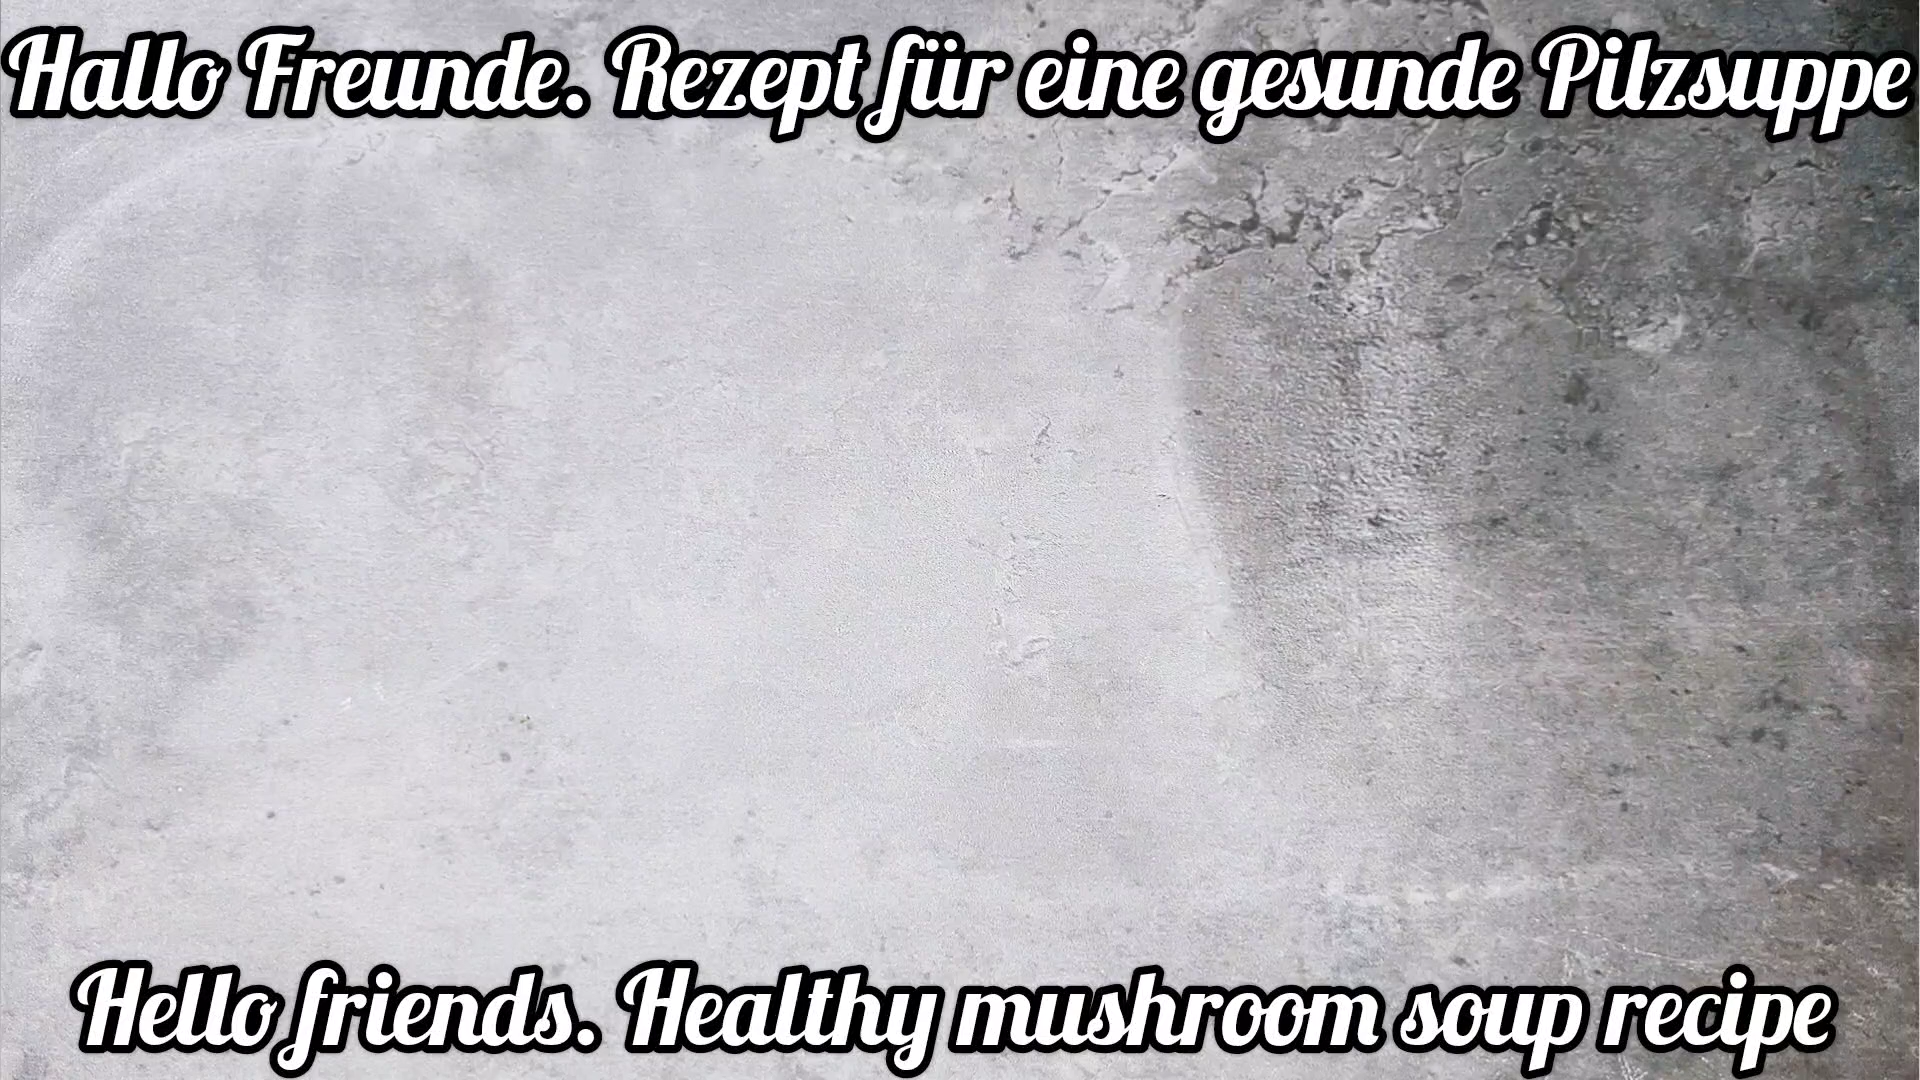 Hallo Freunde. Rezept für eine gesunde Pilzsuppe
Hello friends. Healthy mushroom soup recipe